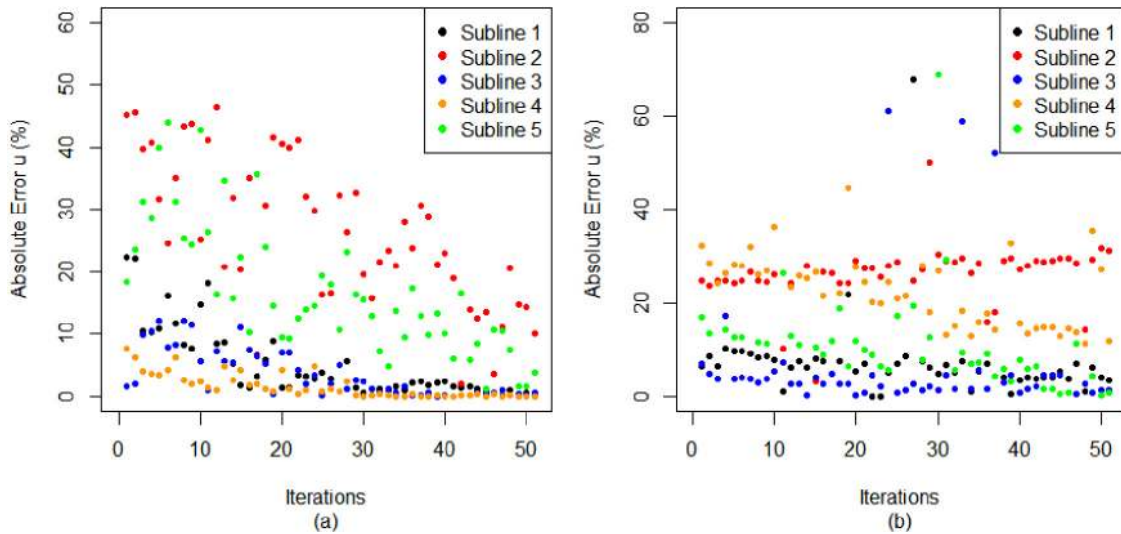 Absolute Error u (%)
60
50
40
30
20
10
0
0 10 20 30 40 50
Iterations
(a)
Subline 1
Subline 2
Subline 3
Subline 4
Subline 5
Absolute Error u (%)
80
60
40
20
0
0 10 20 30 40 50
Iterations
(b)
Subline 1
Subline 2
Subline 3
Subline 4
Subline 5